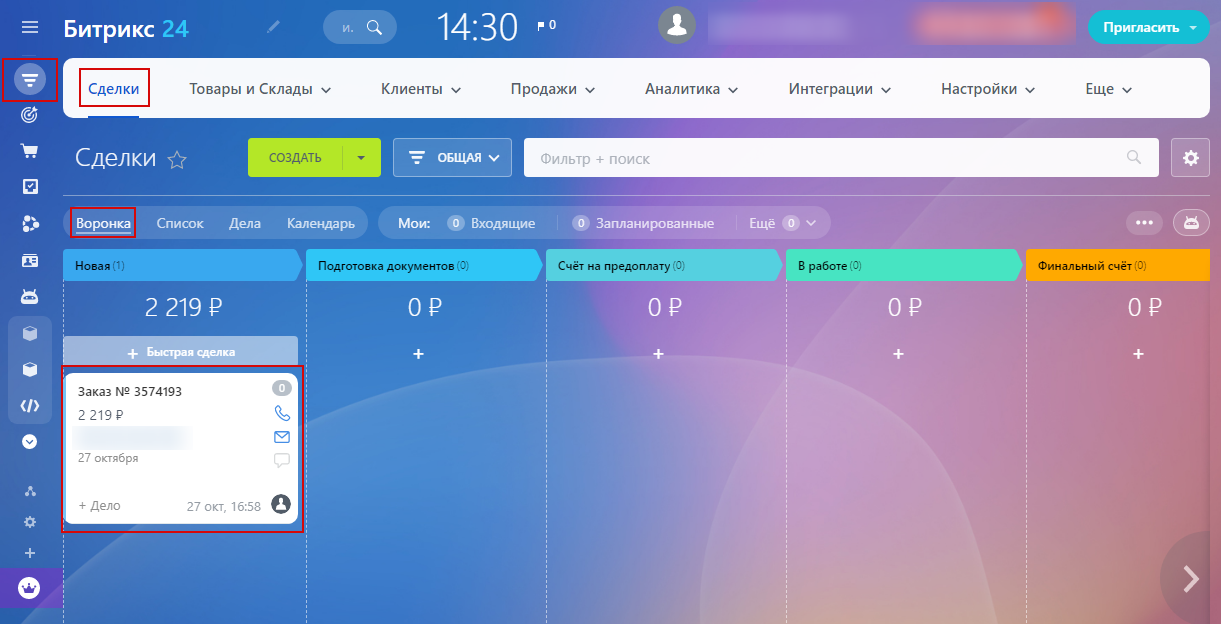 Битрикс 24
и.
14:30
0
Пригласить
Сделки
Товары и Склады
Клиенты
Продажи
Аналитика
Интеграции
Настройки
Еще
Сделки
СОЗДАТЬ
ОБЩАЯ
Фильтр + поиск
Воронка
Список
Дела
Календарь
Мои:
0 Входящие
0 Запланированные
Ещё 0
Новая (1)
Подготовка документов (0)
Счёт на предоплату (0)
В работе (0)
Финальный счёт (0)
2 219 ₽
0 ₽
0 ₽
0 ₽
0 ₽
+ Быстрая сделка
+
+
+
+
Заказ № 3574193
0
2 219 ₽
27 октября
+ Дело
27 окт, 16:58